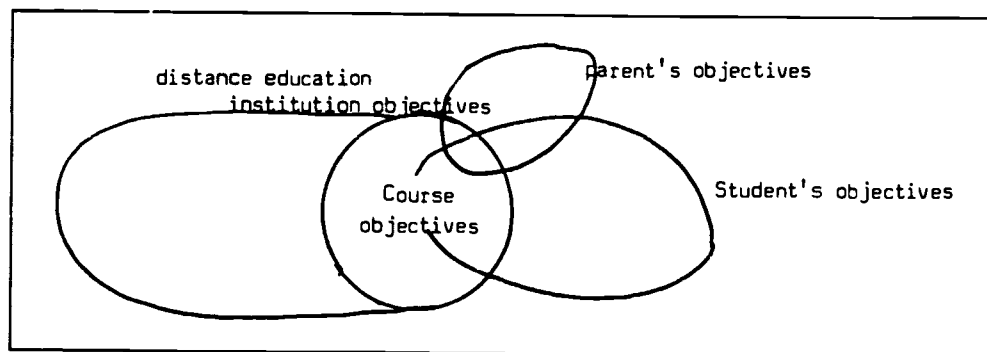 distance education
institution objectives
parent's objectives
Course
objectives
Student's objectives